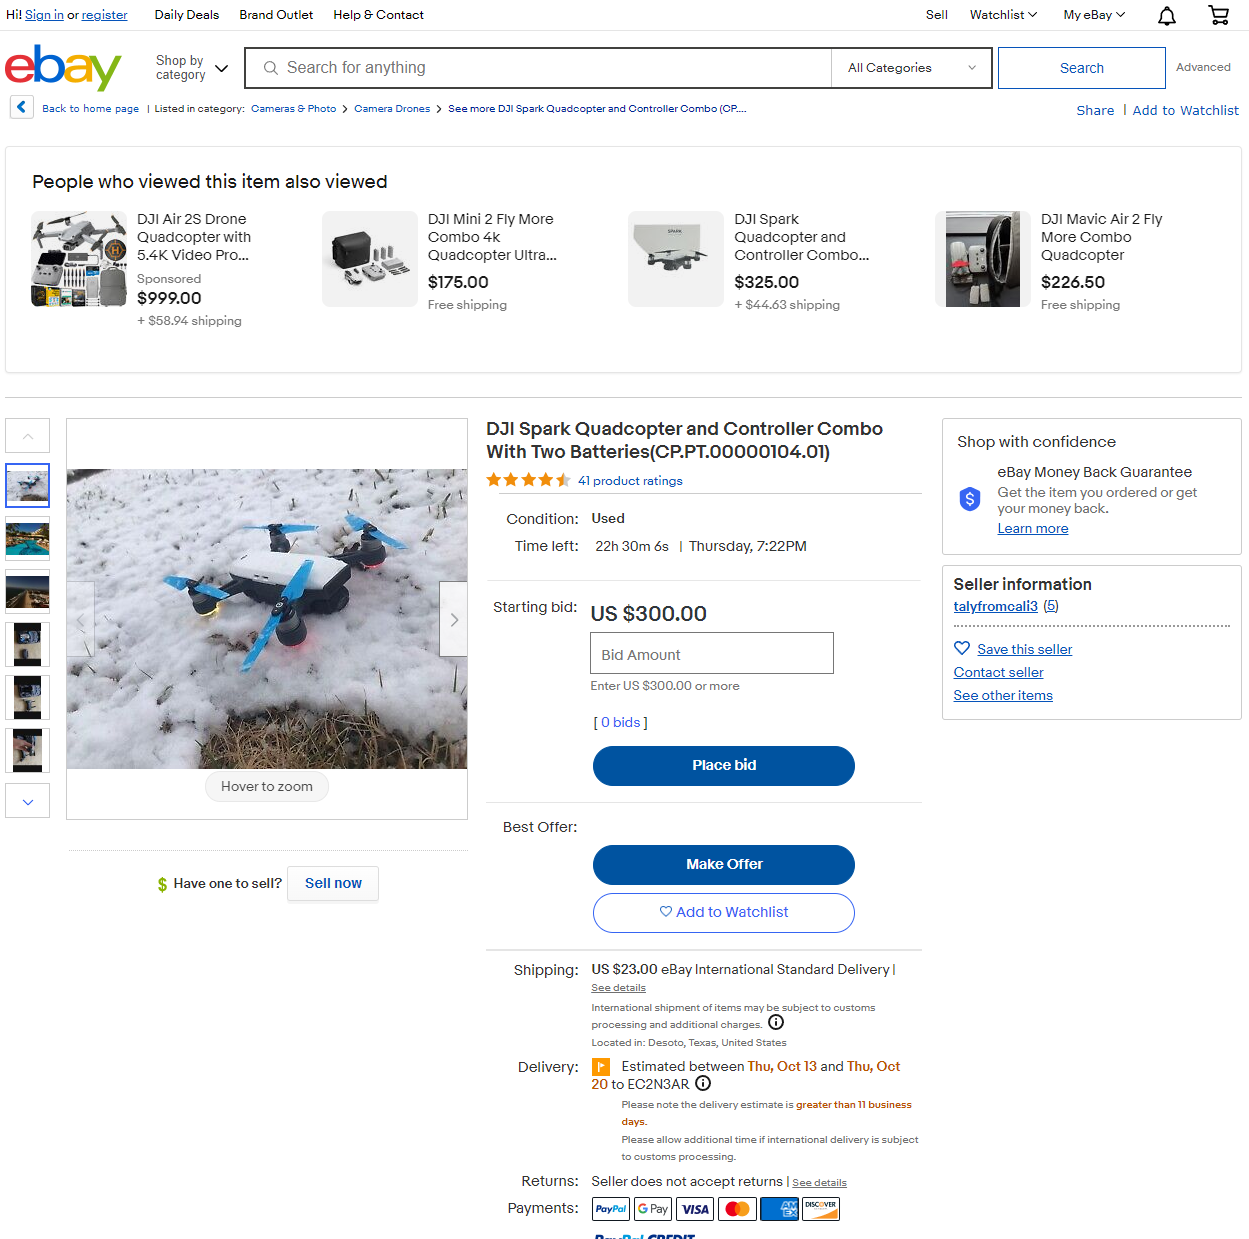 Hi! Sign in or register Daily Deals Brand Outlet Help & Contact Sell Watchlist My eBay
ebay
Shop by
category
Search for anything
All Categories
Search
Advanced
Back to home page | Listed in category: Cameras & Photo > Camera Drones > See more DJI Spark Quadcopter and Controller Combo (CP....
Share | Add to Watchlist
People who viewed this item also viewed
DJI Air 2S Drone
Quadcopter with
5.4K Video Pro...
Sponsored
$999.00
+ $58.94 shipping
DJI Mini 2 Fly More
Combo 4k
Quadcopter Ultra...
$175.00
Free shipping
SPARK
DJI Spark
Quadcopter and
Controller Combo...
$325.00
+ $44.63 shipping
DJI Mavic Air 2 Fly
More Combo
Quadcopter
$226.50
Free shipping
Hover to zoom
$ Have one to sell? Sell now
DJI Spark Quadcopter and Controller Combo
With Two Batteries(CP.PT.00000104.01)
41 product ratings
Condition: Used
Time left: 22h 30m 6s | Thursday, 7:22PM
Starting bid: US $300.00
Bid Amount
Enter US $300.00 or more
[ 0 bids ]
Place bid
Best Offer:
Make Offer
Add to Watchlist
Shipping: US $23.00 eBay International Standard Delivery |
See details
International shipment of items may be subject to customs
processing and additional charges.
Located in: Desoto, Texas, United States
Delivery: Estimated between Thu, Oct 13 and Thu, Oct
20 to EC2N3AR
Please note the delivery estimate is greater than 11 business
days.
Please allow additional time if international delivery is subject
to customs processing.
Returns: Seller does not accept returns | See details
Payments: PayPal G Pay VISA AMEX DISCOVER
PayPal CREDIT
Shop with confidence
eBay Money Back Guarantee
Get the item you ordered or get
your money back.
Learn more
Seller information
talyfromcali3 (5)
Save this seller
Contact seller
See other items